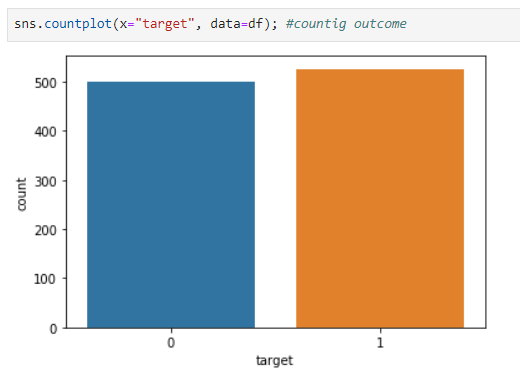 sns.countplot(x="target", data=df); #countig outcome
500
400
300
200
100
0
count
0 1
target